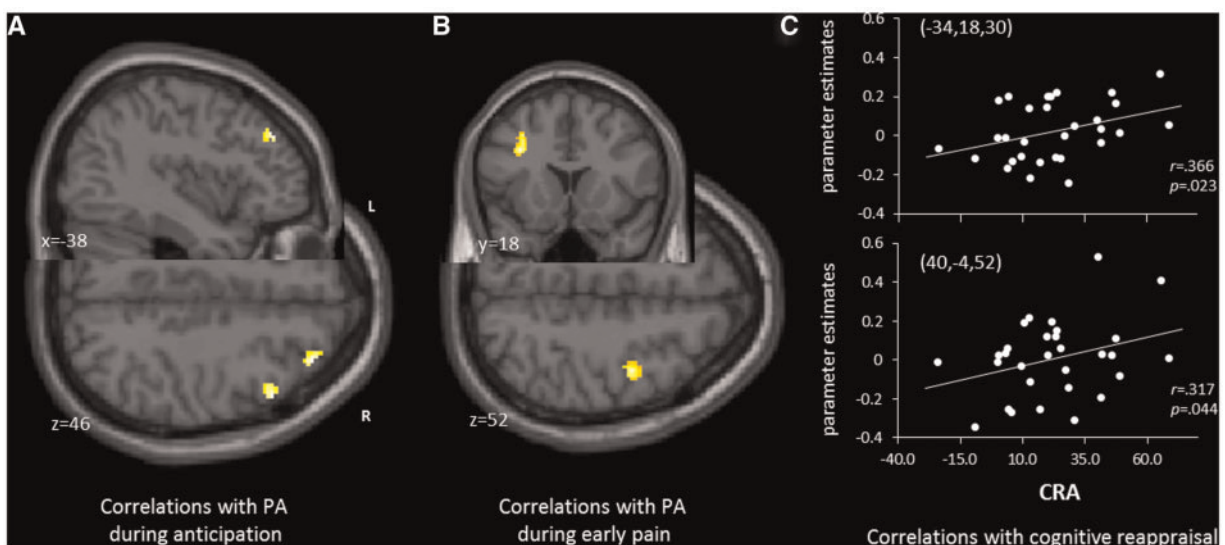 A
x=-38
L
z=46
R
Correlations with PA
during anticipation
B
y=18
z=52
Correlations with PA
during early pain
C
(-34,18,30)
parameter estimates
0.6
0.4
0.2
0
-0.2
-0.4
r=.366
p=.023
(40,-4,52)
parameter estimates
0.6
0.4
0.2
0
-0.2
-0.4
r=.317
p=.044
-40.0 -15.0 10.0 35.0 60.0
CRA
Correlations with cognitive reappraisal